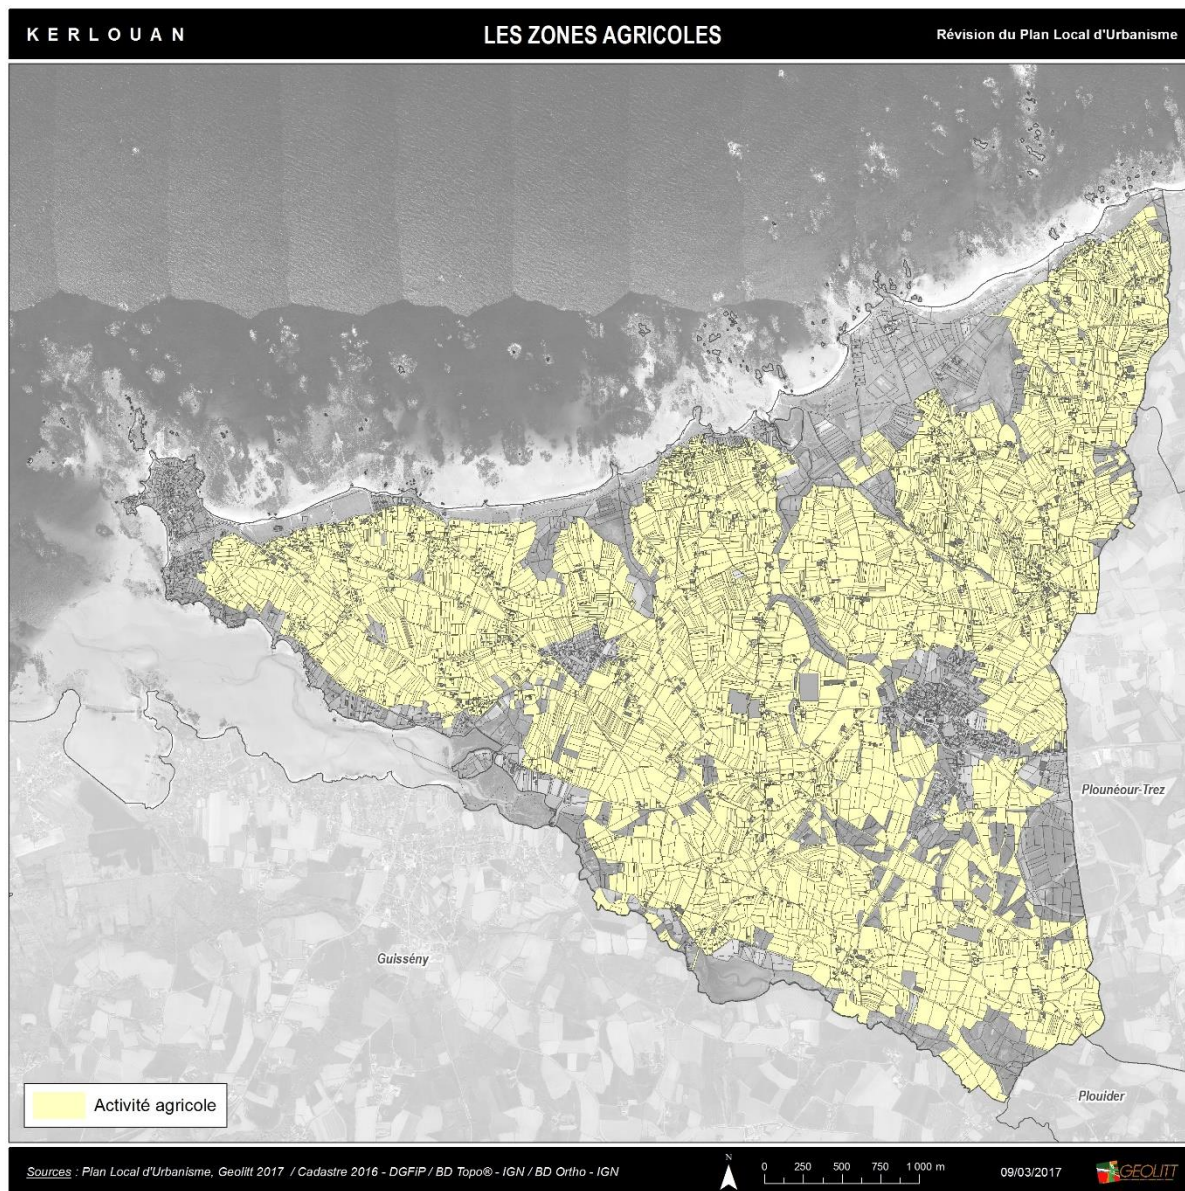 KERLOUAN
LES ZONES AGRICOLES
Révision du Plan Local d'Urbanisme
Plounéour-Trez
Guissény
Plouider
Activité agricole
Sources : Plan Local d'Urbanisme, Geolitt 2017 / Cadastre 2016 - DGFiP / BD Topo® - IGN / BD Ortho - IGN
N
0 250 500 750 1 000 m
09/03/2017
GEOLITT